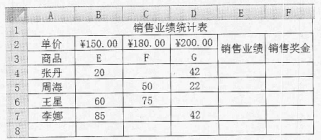 A B C D E F
1 销售业绩统计表
2 单价 ¥150.00 ¥180.00 ¥200.00 销售业绩 销售奖金
3 商品 E F G
4 张丹 20 42
5 周海 50 22
6 王星 60 75
7 李娜 85 42
8